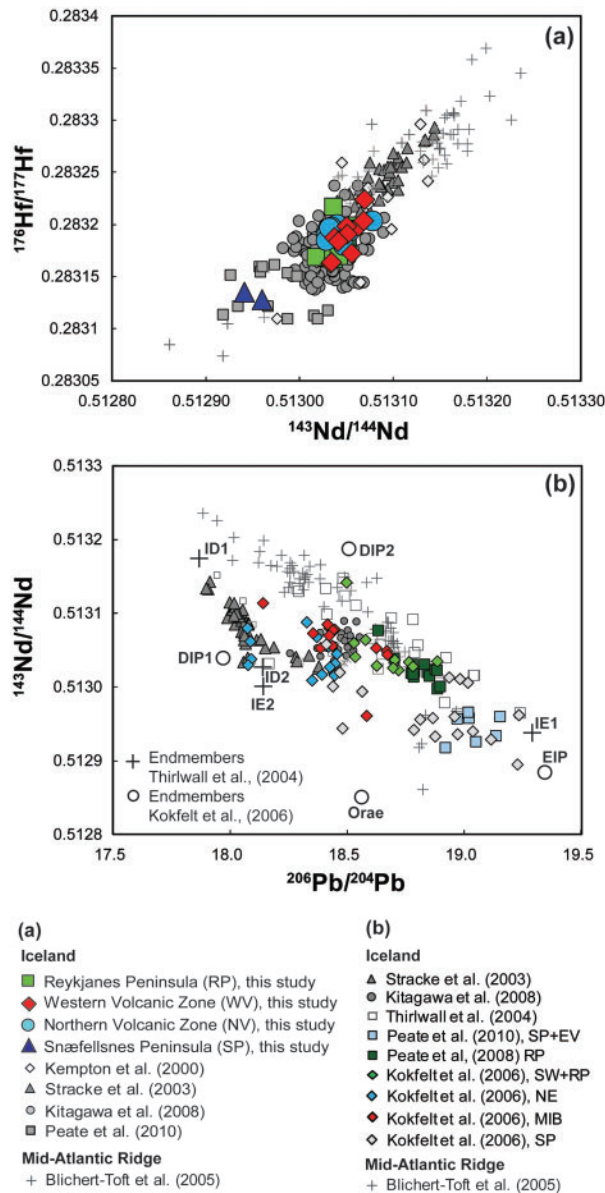 (a)
0.2834
0.28335
0.2833
0.28325
0.2832
0.28315
0.2831
0.28305
176Hf/177Hf
0.51280 0.51290 0.51300 0.51310 0.51320 0.51330
143Nd/144Nd
(b)
0.5133
0.5132
0.5131
0.5130
0.5129
0.5128
143Nd/144Nd
ID1
DIP2
DIP1
ID2
IE2
IE1
EIP
Orae
Endmembers
Thirlwall et al., (2004)
Endmembers
Kokfelt et al., (2006)
17.5 18.0 18.5 19.0 19.5
206Pb/204Pb
(a)
Iceland
Reykjanes Peninsula (RP), this study
Western Volcanic Zone (WV), this study
Northern Volcanic Zone (NV), this study
Snæfellsnes Peninsula (SP), this study
Kempton et al. (2000)
Stracke et al. (2003)
Kitagawa et al. (2008)
Peate et al. (2010)
Mid-Atlantic Ridge
Blichert-Toft et al. (2005)
(b)
Iceland
Stracke et al. (2003)
Kitagawa et al. (2008)
Thirlwall et al. (2004)
Peate et al. (2010), SP+EV
Peate et al, (2008) RP
Kokfelt et al. (2006), SW+RP
Kokfelt et al. (2006), NE
Kokfelt et al. (2006), MIB
Kokfelt et al. (2006), SP
Mid-Atlantic Ridge
Blichert-Toft et al. (2005)